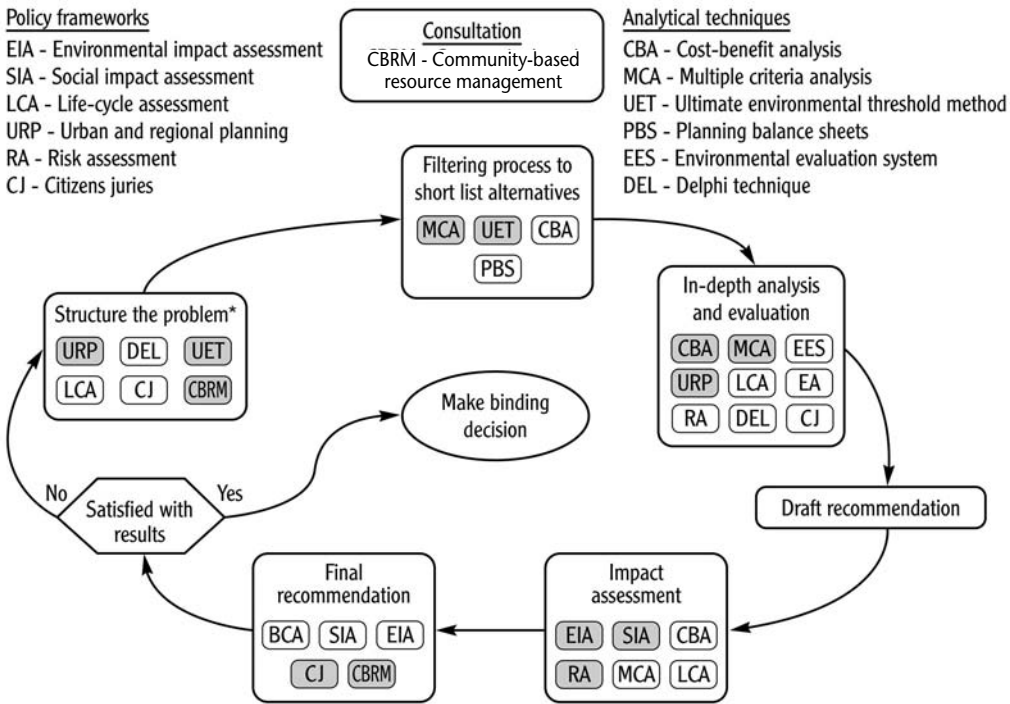 Policy frameworks
EIA - Environmental impact assessment
SIA - Social impact assessment
LCA - Life-cycle assessment
URP - Urban and regional planning
RA - Risk assessment
CJ - Citizens juries
Consultation
CBRM - Community-based
resource management
Analytical techniques
CBA - Cost-benefit analysis
MCA - Multiple criteria analysis
UET - Ultimate environmental threshold method
PBS - Planning balance sheets
EES - Environmental evaluation system
DEL - Delphi technique
Filtering process to
short list alternatives
MCA UET CBA
PBS
In-depth analysis
and evaluation
CBA MCA EES
URP LCA EA
RA DEL CJ
Structure the problem*
URP DEL UET
LCA CJ CBRM
Make binding
decision
No
Yes
Satisfied with
results
Draft recommendation
Final
recommendation
BCA SIA EIA
CJ CBRM
Impact
assessment
EIA SIA CBA
RA MCA LCA